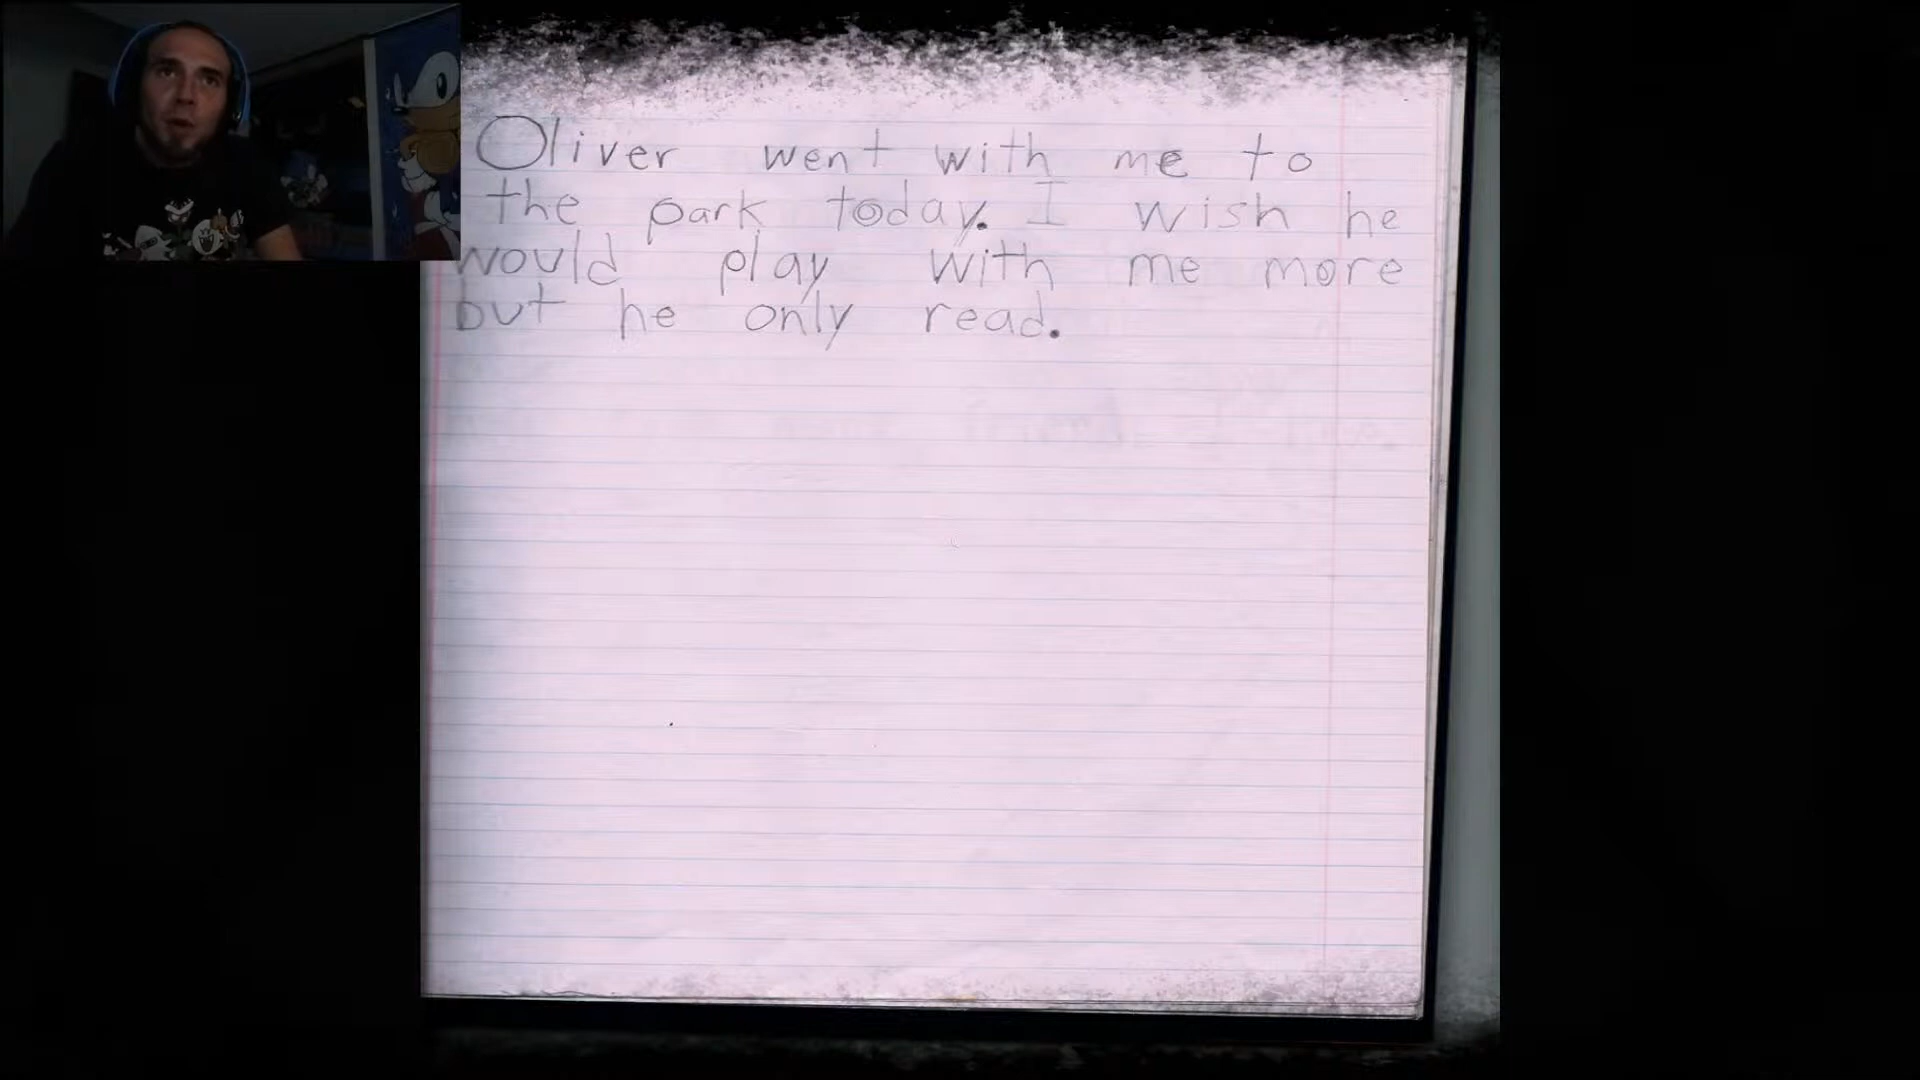 Oliver went with me to
the park today. I wish he
would play with me more
but he only read.